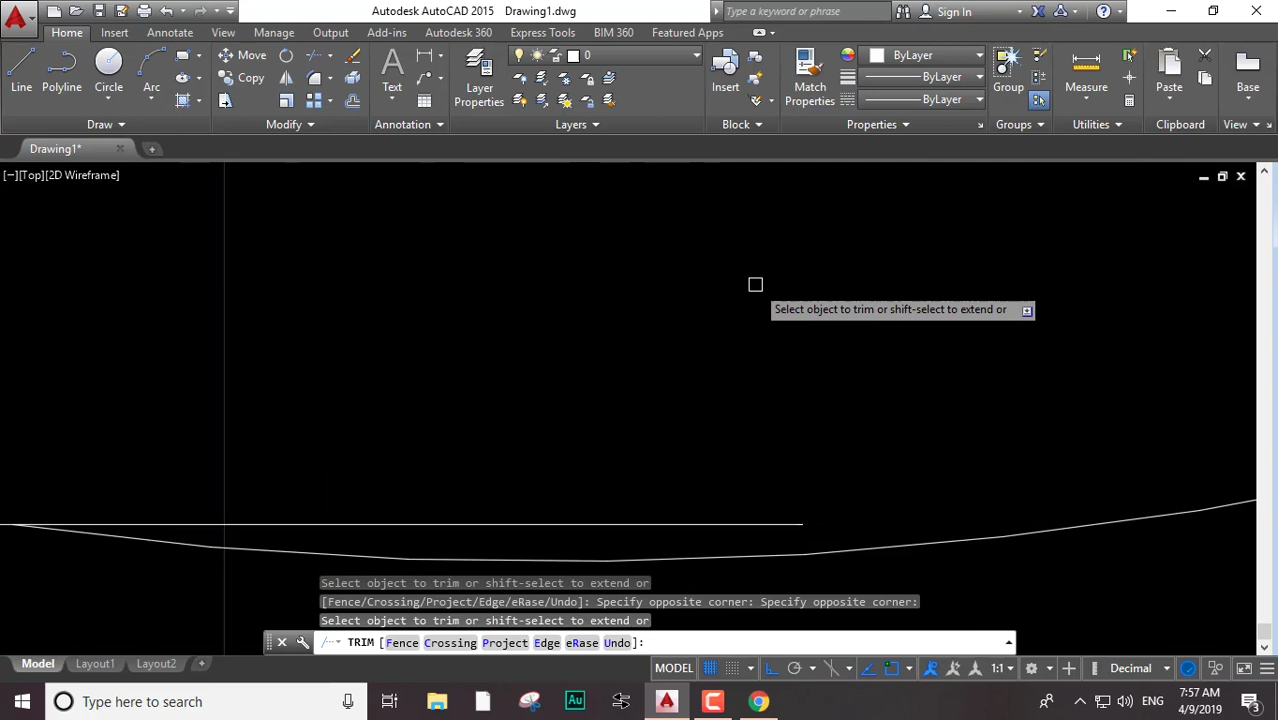 Autodesk AutoCAD 2015 Drawing1.dwg
Type a keyword or phrase
Sign In
Home Insert Annotate View Manage Output Add-ins Autodesk 360 Express Tools BIM 360 Featured Apps
Line Polyline Circle Arc
Move
Copy
Text
Layer
Properties
0
Insert
Match
Properties
ByLayer
ByLayer
ByLayer
Group
Measure
Paste
Base
Draw Modify Annotation Layers Block Properties Groups Utilities Clipboard View
Drawing1*
[−][Top][2D Wireframe]
Select object to trim or shift-select to extend or
Select object to trim or shift-select to extend or
[Fence/Crossing/Project/Edge/eRase/Undo]: Specify opposite corner: Specify opposite corner:
Select object to trim or shift-select to extend or
TRIM [Fence Crossing Project Edge eRase Undo]:
Model Layout1 Layout2
MODEL 1:1 Decimal
Type here to search
Au
ENG
7:57 AM
4/9/2019
3